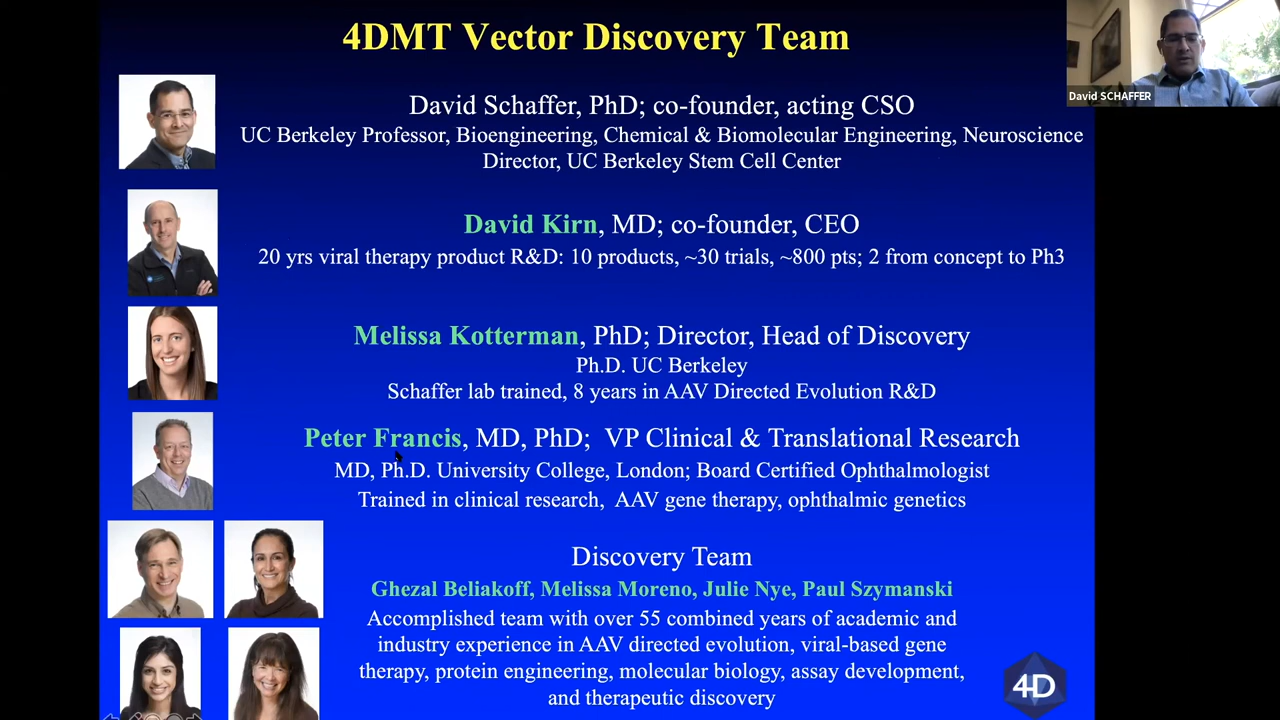 4DMT Vector Discovery Team
David SCHAFFER
David Schaffer, PhD; co-founder, acting CSO
UC Berkeley Professor, Bioengineering, Chemical & Biomolecular Engineering, Neuroscience
Director, UC Berkeley Stem Cell Center
David Kirn, MD; co-founder, CEO
20 yrs viral therapy product R&D: 10 products, ~30 trials, ~800 pts; 2 from concept to Ph3
Melissa Kotterman, PhD; Director, Head of Discovery
Ph.D. UC Berkeley
Schaffer lab trained, 8 years in AAV Directed Evolution R&D
Peter Francis, MD, PhD; VP Clinical & Translational Research
MD, Ph.D. University College, London; Board Certified Ophthalmologist
Trained in clinical research, AAV gene therapy, ophthalmic genetics
Discovery Team
Ghezal Beliakoff, Melissa Moreno, Julie Nye, Paul Szymanski
Accomplished team with over 55 combined years of academic and
industry experience in AAV directed evolution, viral-based gene
therapy, protein engineering, molecular biology, assay development,
and therapeutic discovery
4D